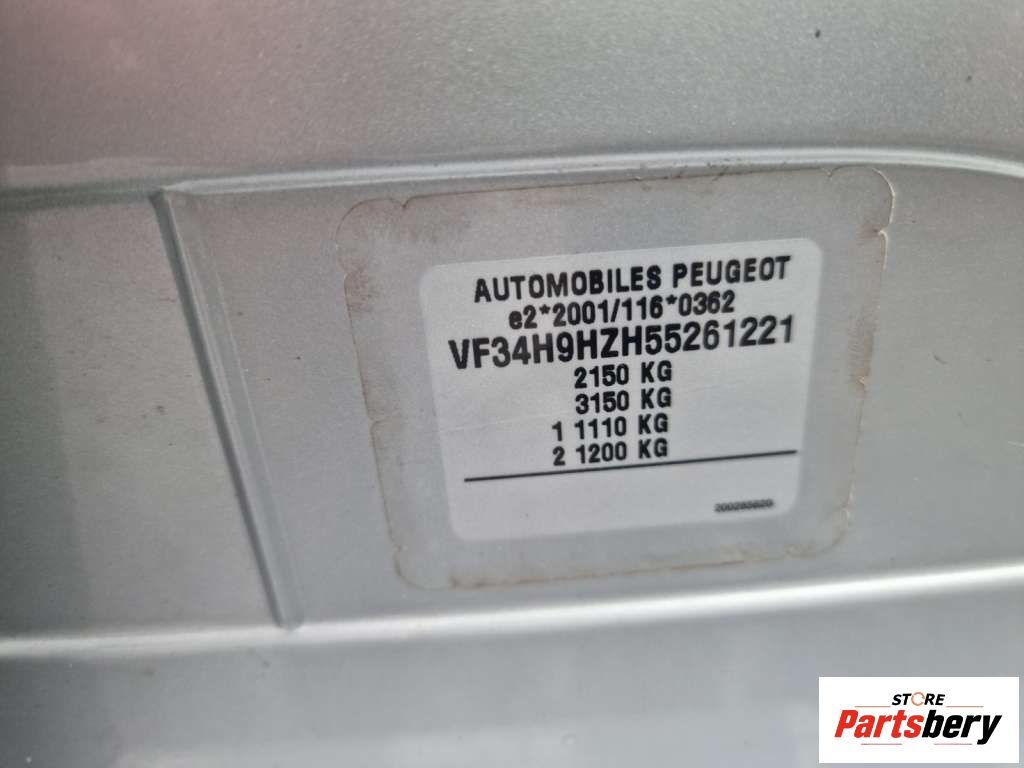 AUTOMOBILES PEUGEOT
e2*2001/116*0362
VF34H9HZH55261221
2150 KG
3150 KG
1 1110 KG
2 1200 KG
STORE
Partsbery